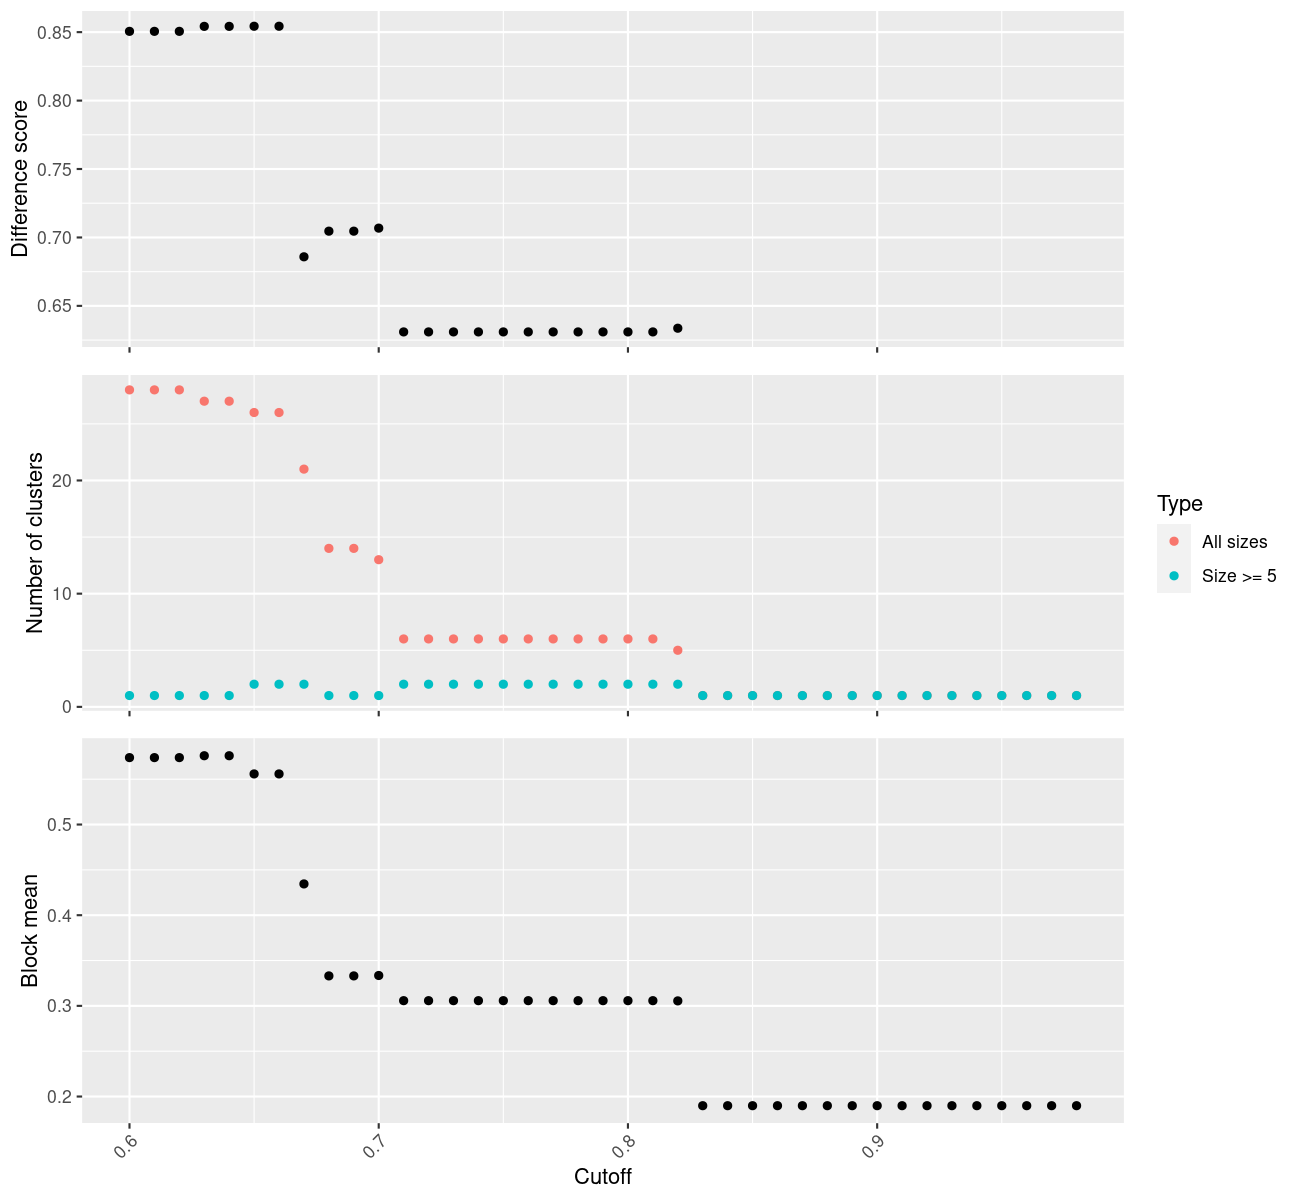 Difference score
0.85
0.80
0.75
0.70
0.65
Number of clusters
20
10
0
Type
All sizes
Size >= 5
Block mean
0.5
0.4
0.3
0.2
0.6
0.7
0.8
0.9
Cutoff